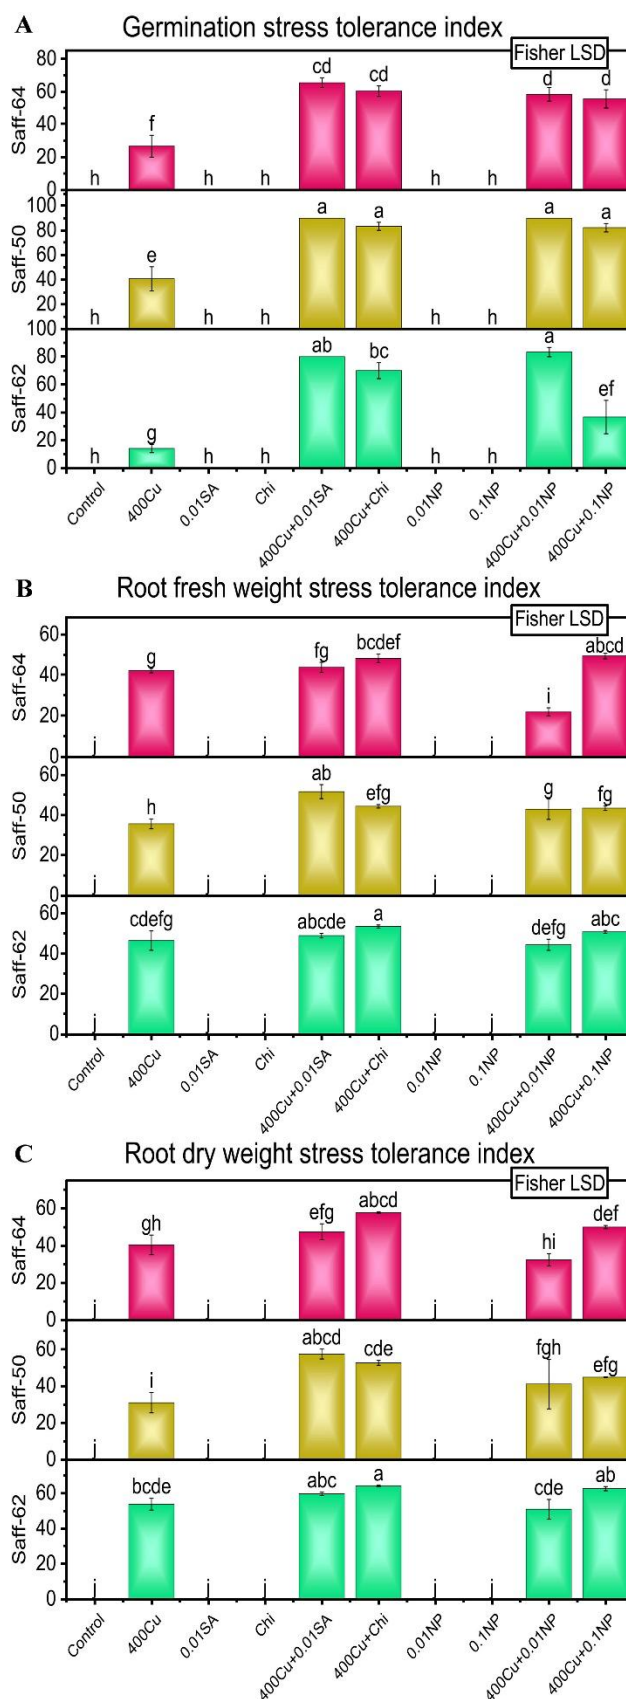 A
Germination stress tolerance index
Fisher LSD
Saff-64
80
60
40
20
0
h
f
h
h
cd
cd
h
h
d
d
Saff-50
100
80
60
40
20
0
h
e
h
h
a
a
h
h
a
a
Saff-62
100
80
60
40
20
0
h
g
h
h
ab
bc
h
h
a
ef
Control
400Cu
0.01SA
Chi
400Cu+0.01SA
400Cu+Chi
0.01NP
0.1NP
400Cu+0.01NP
400Cu+0.1NP
B
Root fresh weight stress tolerance index
Fisher LSD
Saff-64
60
40
20
0
j
g
j
j
fg
bcdef
j
j
i
abcd
Saff-50
60
40
20
0
j
h
j
j
ab
efg
j
j
g
fg
Saff-62
60
40
20
0
j
cdefg
j
j
abcde
a
j
j
defg
abc
Control
400Cu
0.01SA
Chi
400Cu+0.01SA
400Cu+Chi
0.01NP
0.1NP
400Cu+0.01NP
400Cu+0.1NP
C
Root dry weight stress tolerance index
Fisher LSD
Saff-64
60
40
20
0
j
gh
j
j
efg
abcd
j
j
hi
def
Saff-50
60
40
20
0
j
i
j
j
abcd
cde
j
j
fgh
efg
Saff-62
60
40
20
0
j
bcde
j
j
abc
a
j
j
cde
ab
Control
400Cu
0.01SA
Chi
400Cu+0.01SA
400Cu+Chi
0.01NP
0.1NP
400Cu+0.01NP
400Cu+0.1NP